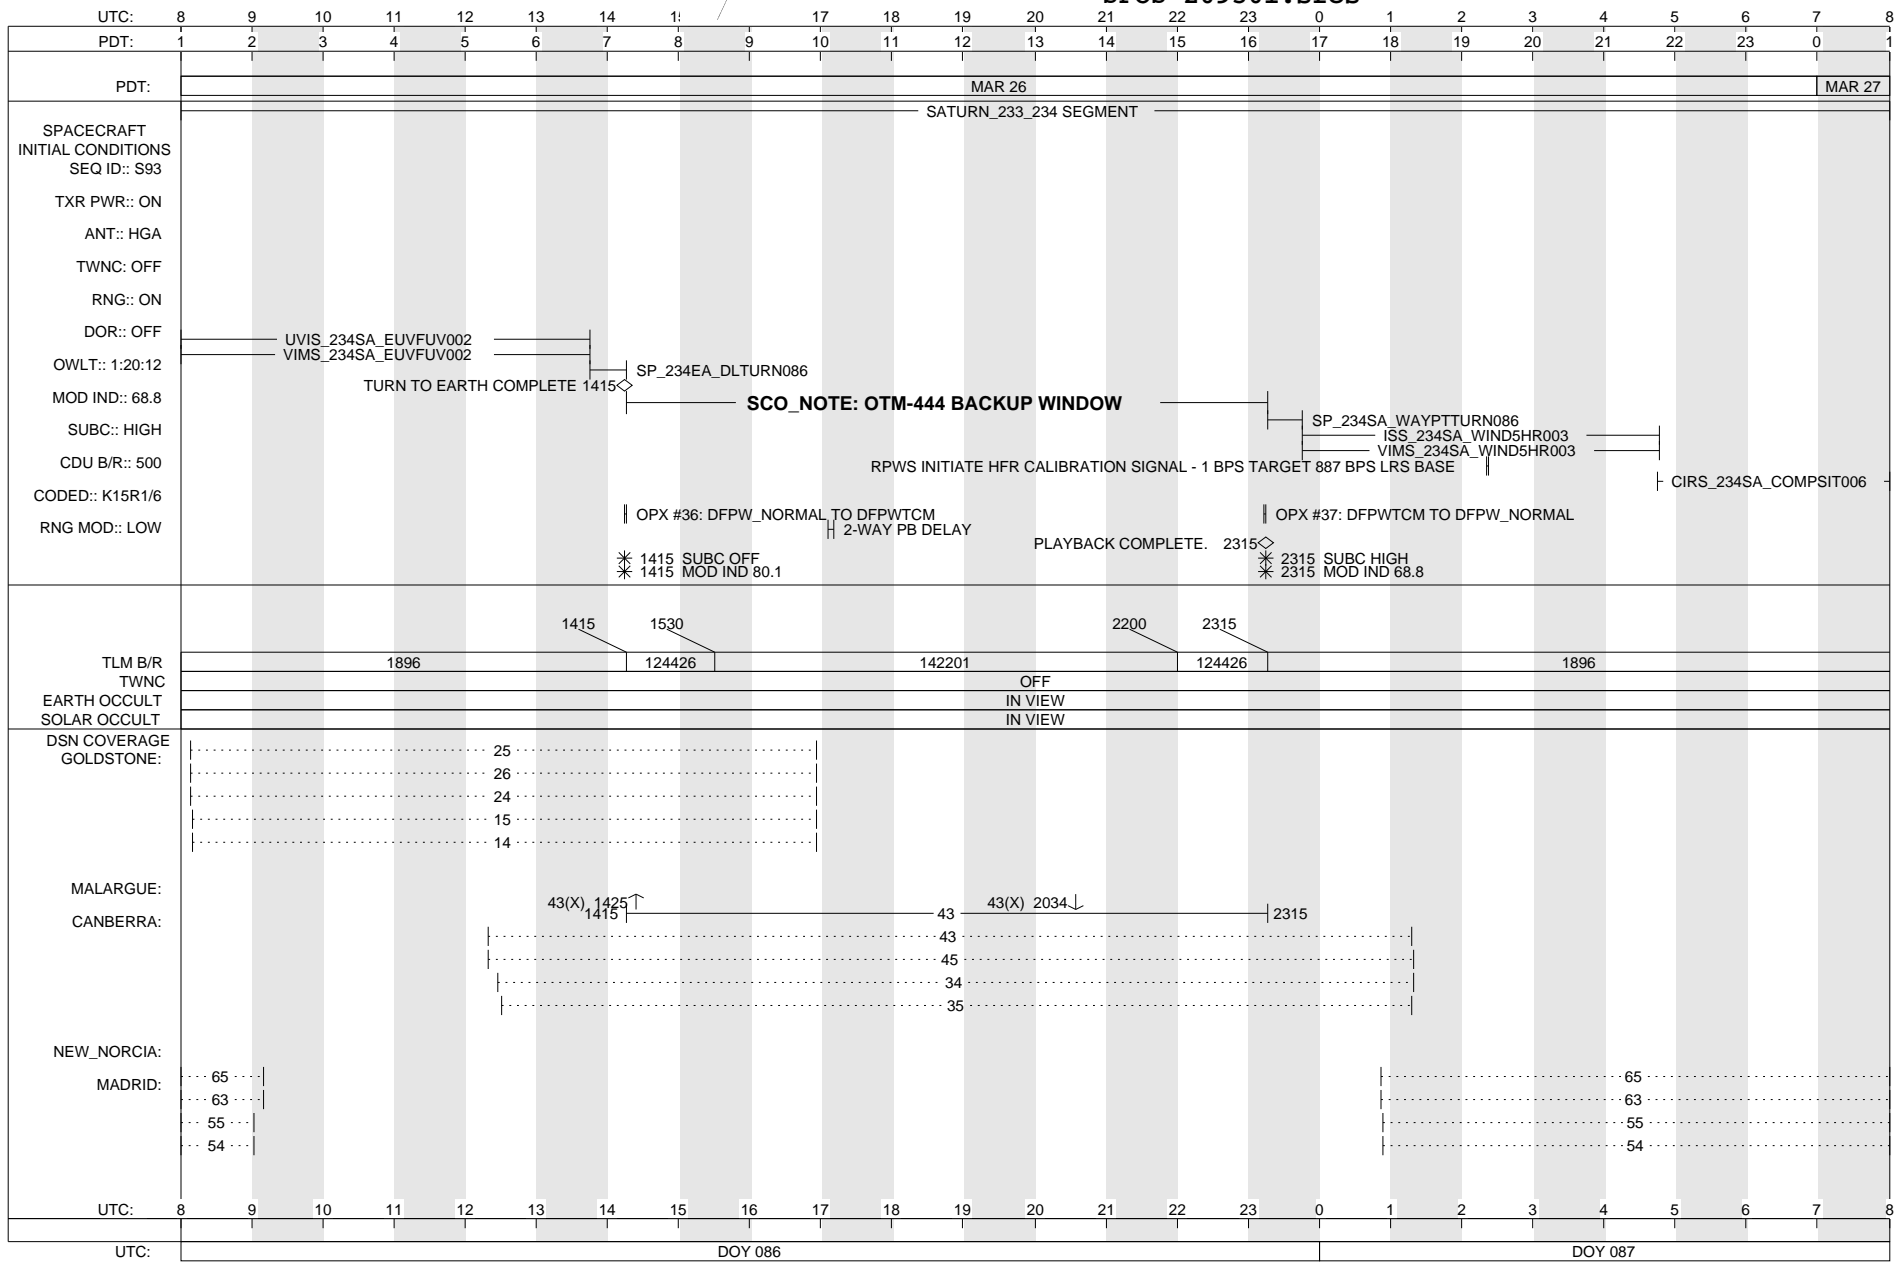 UTC: 8 9 10 11 12 13 14 17 18 19 20 21 22 23 0 1 2 3 4 5 6 7 8
PDT: 1 2 3 4 5 6 7 8 9 10 11 12 13 14 15 16 17 18 19 20 21 22 23 0 1
PDT: MAR 26 MAR 27
SATURN_233_234 SEGMENT
SPACECRAFT
INITIAL CONDITIONS
SEQ ID:: S93
TXR PWR:: ON
ANT:: HGA
TWNC: OFF
RNG:: ON
DOR:: OFF
UVIS_234SA_EUVFUV002
VIMS_234SA_EUVFUV002
OWLT:: 1:20:12
SP_234EA_DLTURN086
TURN TO EARTH COMPLETE 1415
MOD IND:: 68.8
SCO_NOTE: OTM-444 BACKUP WINDOW
SP_234SA_WAYPTTURN086
SUBC:: HIGH
ISS_234SA_WIND5HR003
VIMS_234SA_WIND5HR003
CDU B/R:: 500
RPWS INITIATE HFR CALIBRATION SIGNAL - 1 BPS TARGET 887 BPS LRS BASE
CIRS_234SA_COMPSIT006
CODED:: K15R1/6
OPX #36: DFPW_NORMAL TO DFPWTCM OPX #37: DFPWTCM TO DFPW_NORMAL
RNG MOD:: LOW
2-WAY PB DELAY
PLAYBACK COMPLETE. 2315
1415 SUBC OFF 2315 SUBC HIGH
1415 MOD IND 80.1 2315 MOD IND 68.8
1415 1530 2200 2315
TLM B/R 1896 124426 142201 124426 1896
TWNC OFF
EARTH OCCULT IN VIEW
SOLAR OCCULT IN VIEW
DSN COVERAGE
GOLDSTONE:
25
26
24
15
14
MALARGUE:
43(X) 1425 43(X) 2034
CANBERRA:
1415 43 2315
43
45
34
35
NEW_NORCIA:
MADRID:
65 65
63 63
55 55
54 54
UTC: 8 9 10 11 12 13 14 15 16 17 18 19 20 21 22 23 0 1 2 3 4 5 6 7 8
UTC: DOY 086 DOY 087